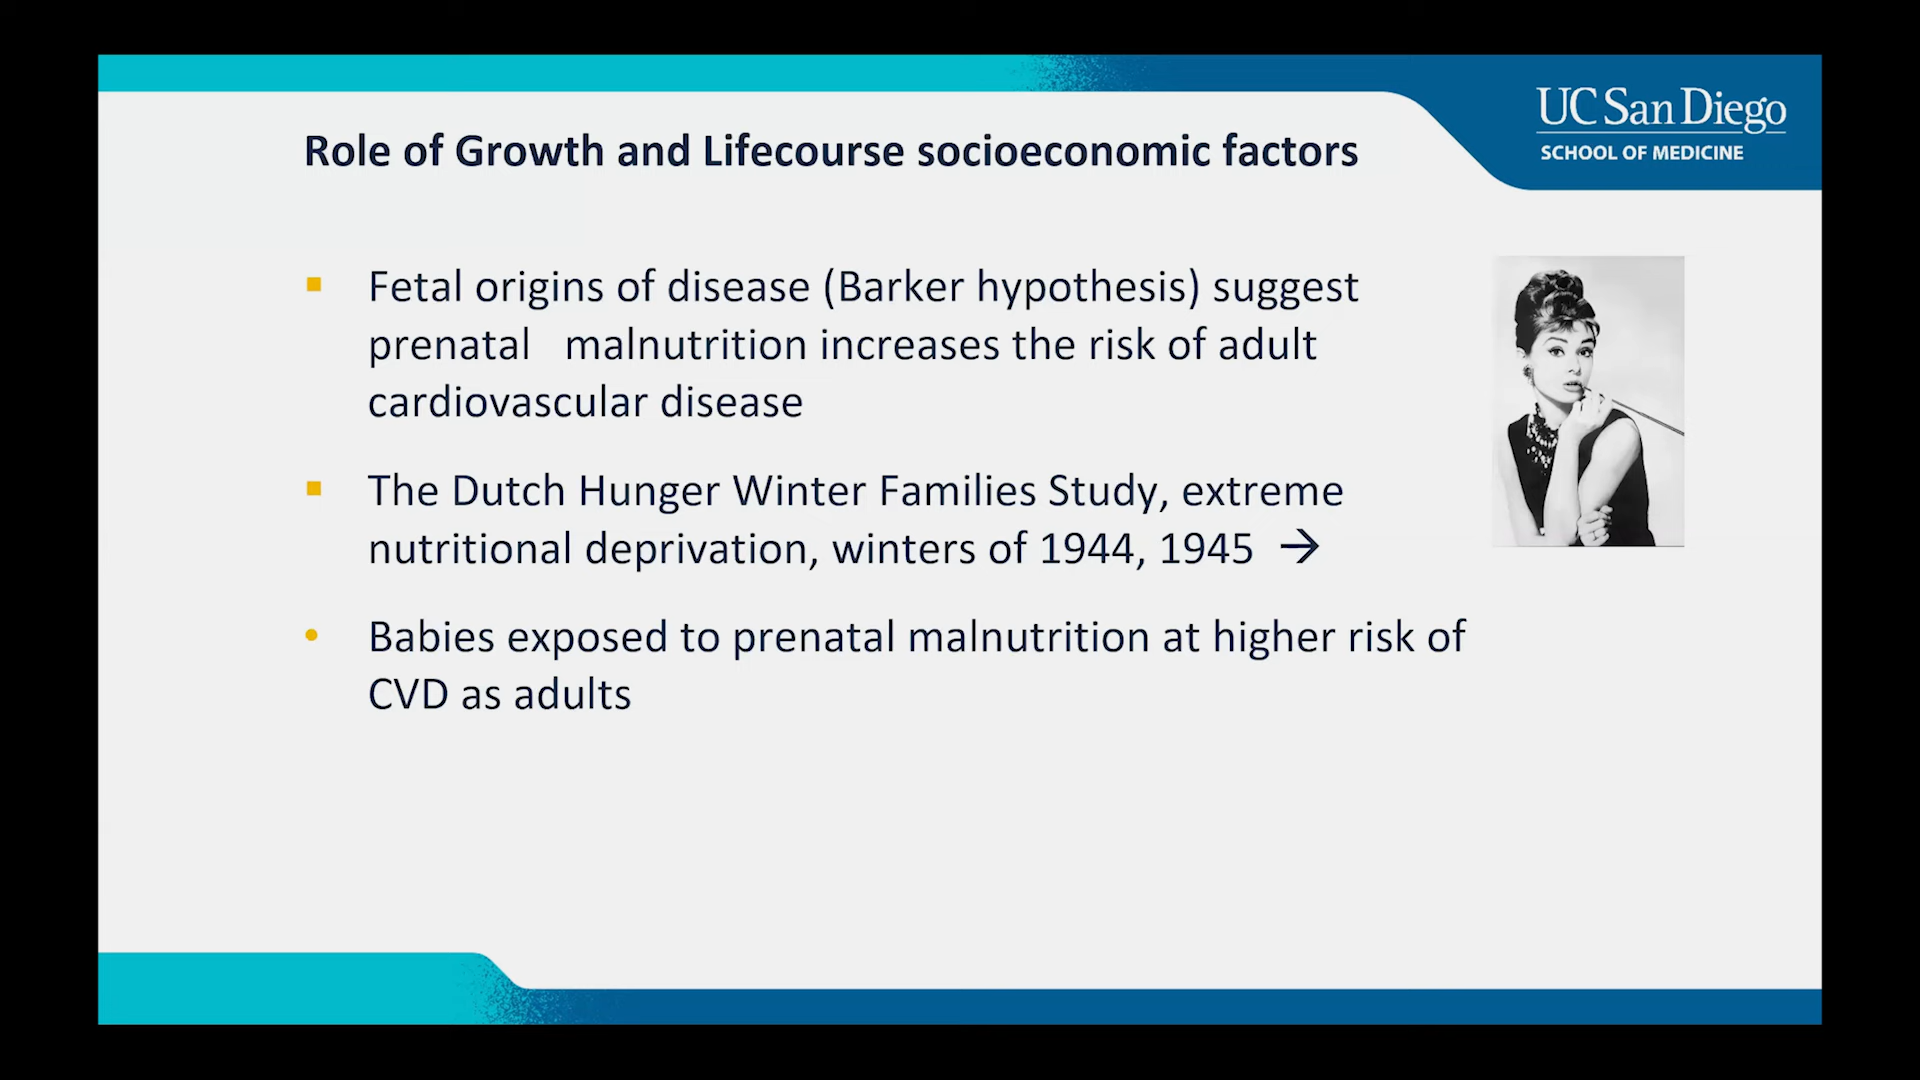 UC San Diego
SCHOOL OF MEDICINE
Role of Growth and Lifecourse socioeconomic factors
Fetal origins of disease (Barker hypothesis) suggest
prenatal malnutrition increases the risk of adult
cardiovascular disease
The Dutch Hunger Winter Families Study, extreme
nutritional deprivation, winters of 1944, 1945 →
Babies exposed to prenatal malnutrition at higher risk of
CVD as adults